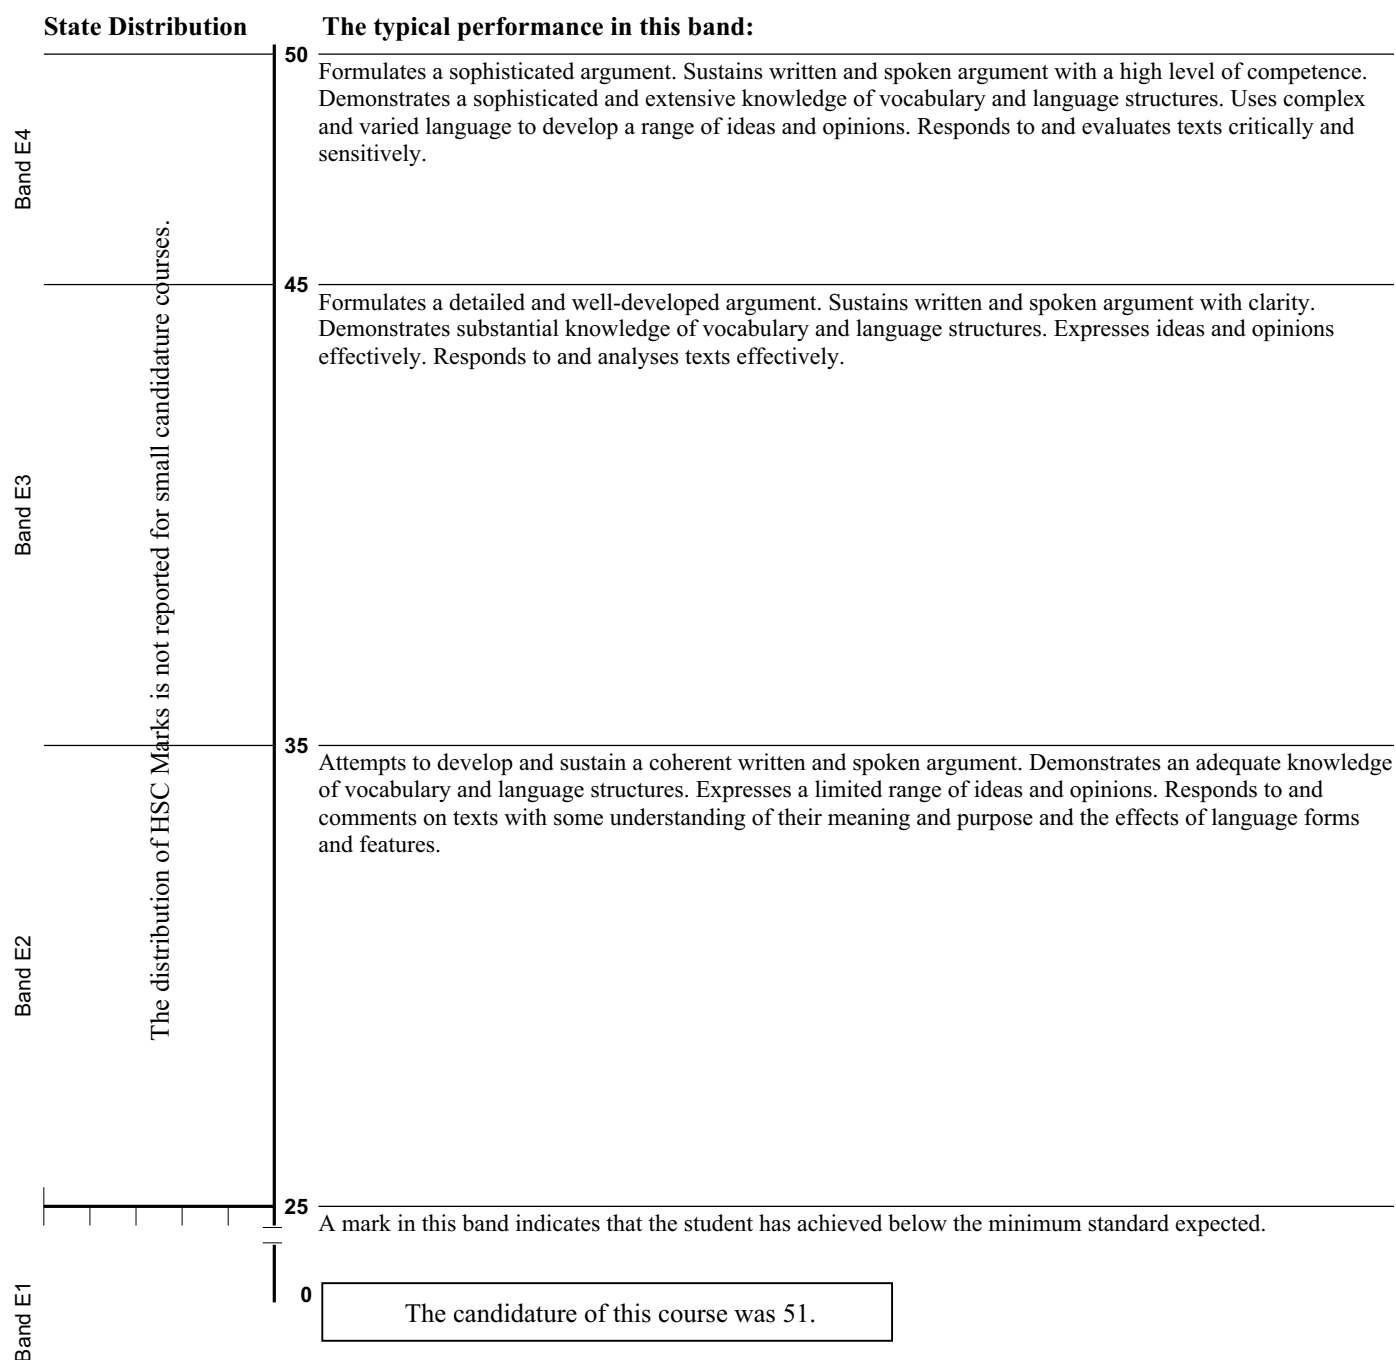 State Distribution
The typical performance in this band:
50
Formulates a sophisticated argument. Sustains written and spoken argument with a high level of competence.
Demonstrates a sophisticated and extensive knowledge of vocabulary and language structures. Uses complex
and varied language to develop a range of ideas and opinions. Responds to and evaluates texts critically and
sensitively.
Band E4
45
Formulates a detailed and well-developed argument. Sustains written and spoken argument with clarity.
Demonstrates substantial knowledge of vocabulary and language structures. Expresses ideas and opinions
effectively. Responds to and analyses texts effectively.
Band E3
The distribution of HSC Marks is not reported for small candidature courses.
35
Attempts to develop and sustain a coherent written and spoken argument. Demonstrates an adequate knowledge
of vocabulary and language structures. Expresses a limited range of ideas and opinions. Responds to and
comments on texts with some understanding of their meaning and purpose and the effects of language forms
and features.
Band E2
25
A mark in this band indicates that the student has achieved below the minimum standard expected.
0
Band E1
The candidature of this course was 51.